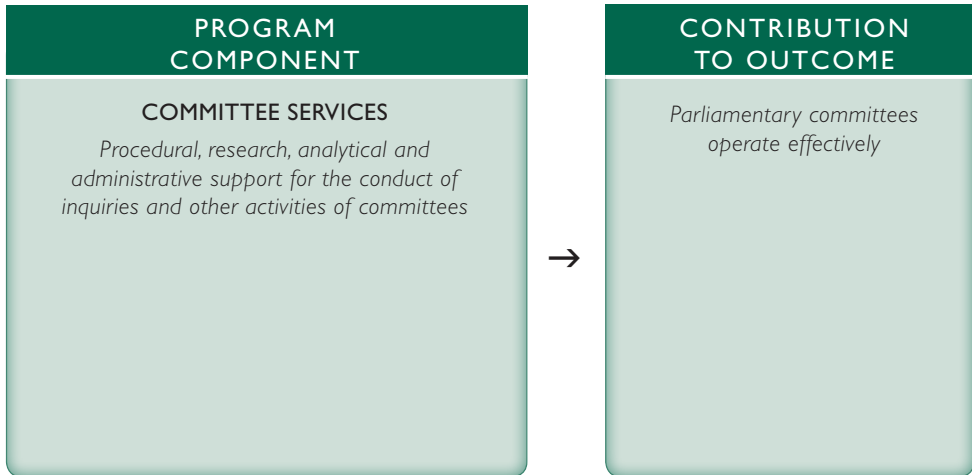 PROGRAM
COMPONENT
COMMITTEE SERVICES
Procedural, research, analytical and
administrative support for the conduct of
inquiries and other activities of committees
→
CONTRIBUTION
TO OUTCOME
Parliamentary committees
operate effectively